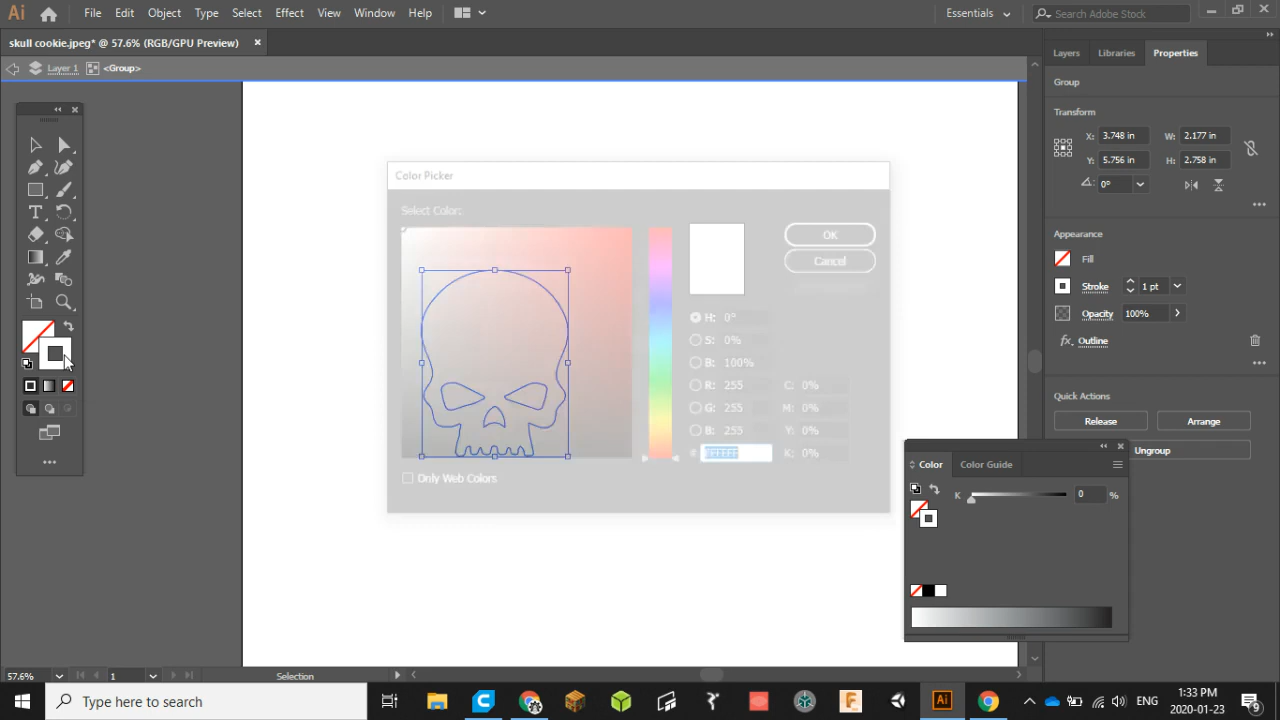 Ai File Edit Object Type Select Effect View Window Help Essentials Search Adobe Stock
skull cookie.jpeg* @ 57.6% (RGB/GPU Preview)
Layer 1 <Group>
Layers Libraries Properties
Group
Transform
X: 3.748 in W: 2.177 in
Y: 5.756 in H: 2.758 in
0°
Appearance
Fill
Stroke 1 pt
Opacity 100%
fx. Outline
Quick Actions
Release Arrange
Ungroup
Color Picker
Select Color:
OK
Cancel
H: 0°
S: 0%
B: 100%
R: 255 C: 0%
G: 255 M: 0%
B: 255 Y: 0%
# FFFFFF K: 0%
Only Web Colors
Color Color Guide
K 0 %
57.6% 1 Selection
Type here to search
Ai
ENG
1:33 PM
2020-01-23
9